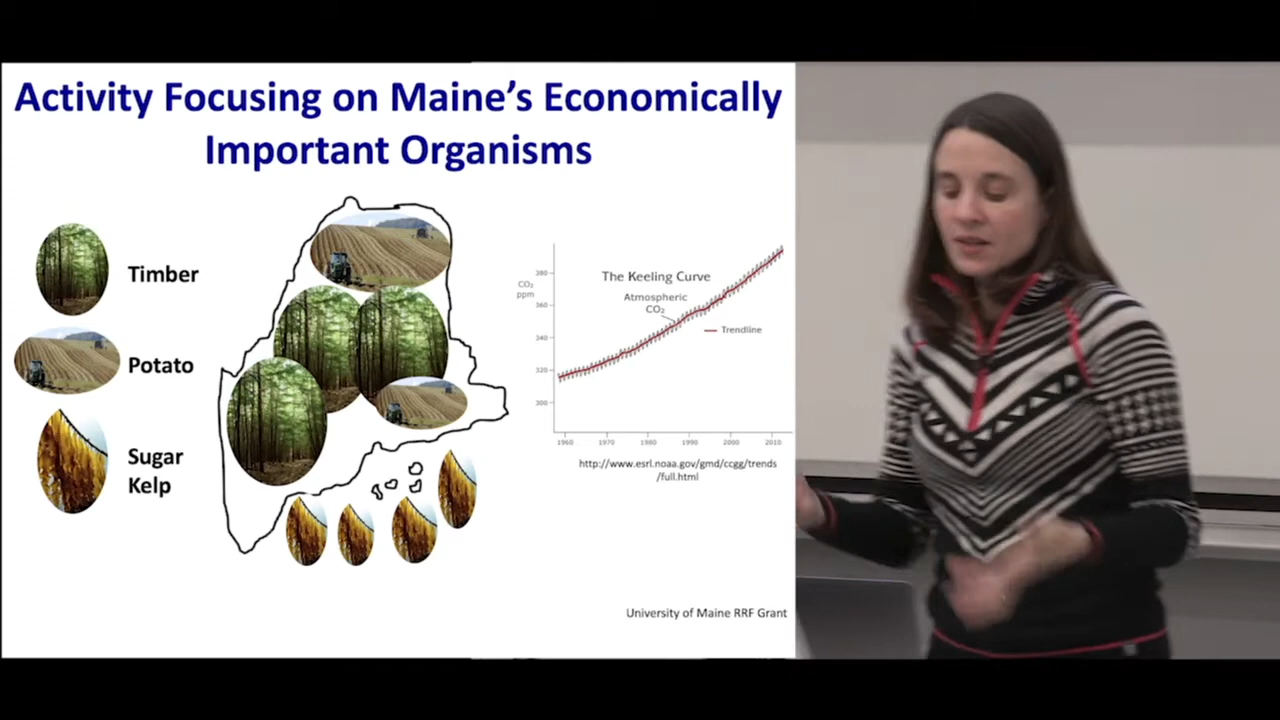 Activity Focusing on Maine's Economically
Important Organisms
Timber
Potato
Sugar
Kelp
The Keeling Curve
CO₂
ppm
Atmospheric
CO₂
Trendline
380
360
340
320
300
1960
1970
1980
1990
2000
2010
http://www.esrl.noaa.gov/gmd/ccgg/trends
/full.html
University of Maine RRF Grant